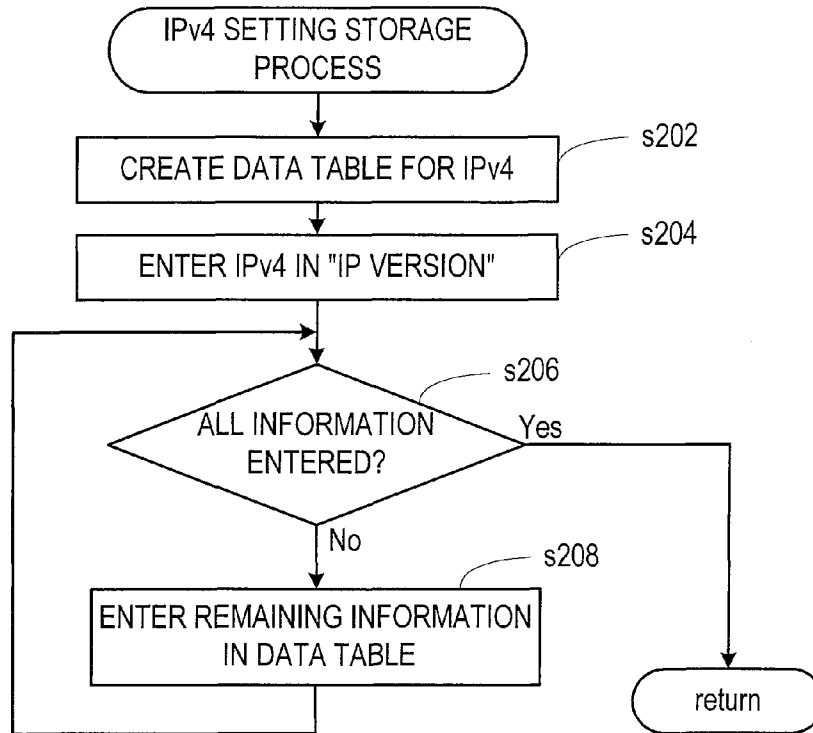 IPv4 SETTING STORAGE
PROCESS
s202
CREATE DATA TABLE FOR IPv4
s204
ENTER IPv4 IN "IP VERSION"
s206
ALL INFORMATION
ENTERED?
Yes
No
s208
ENTER REMAINING INFORMATION
IN DATA TABLE
return